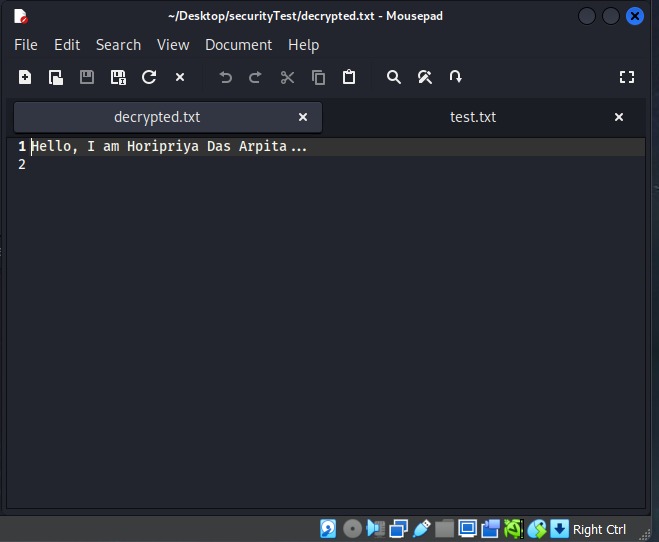 ~/Desktop/securityTest/decrypted.txt - Mousepad
File Edit Search View Document Help
decrypted.txt test.txt
1 Hello, I am Horipriya Das Arpita...
2
Right Ctrl